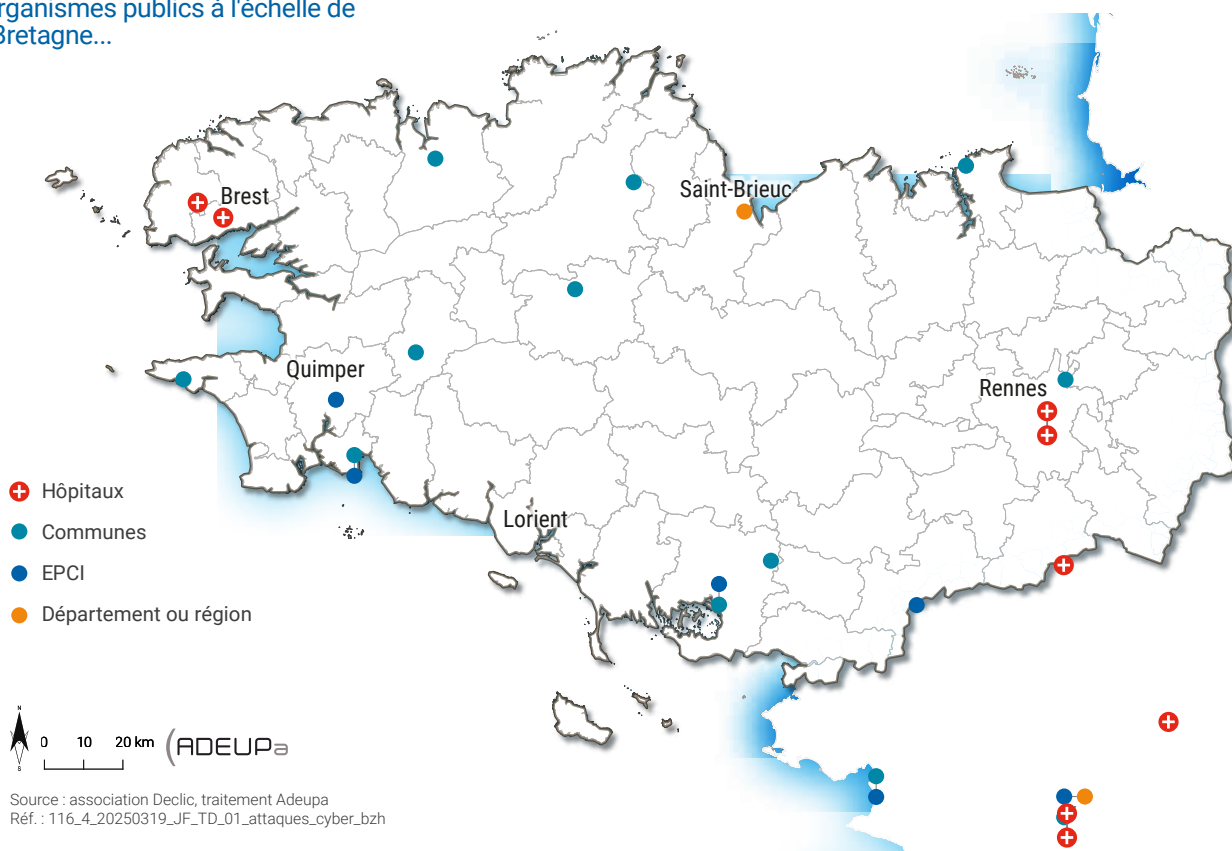 rganismes publics à l'échelle de
Bretagne...
Brest
Saint-Brieuc
Quimper
Rennes
Lorient
Hôpitaux
Communes
EPCI
Département ou région
N
S
0 10 20 km
ADEUPa
Source : association Declic, traitement Adeupa
Réf. : 116_4_20250319_JF_TD_01_attaques_cyber_bzh